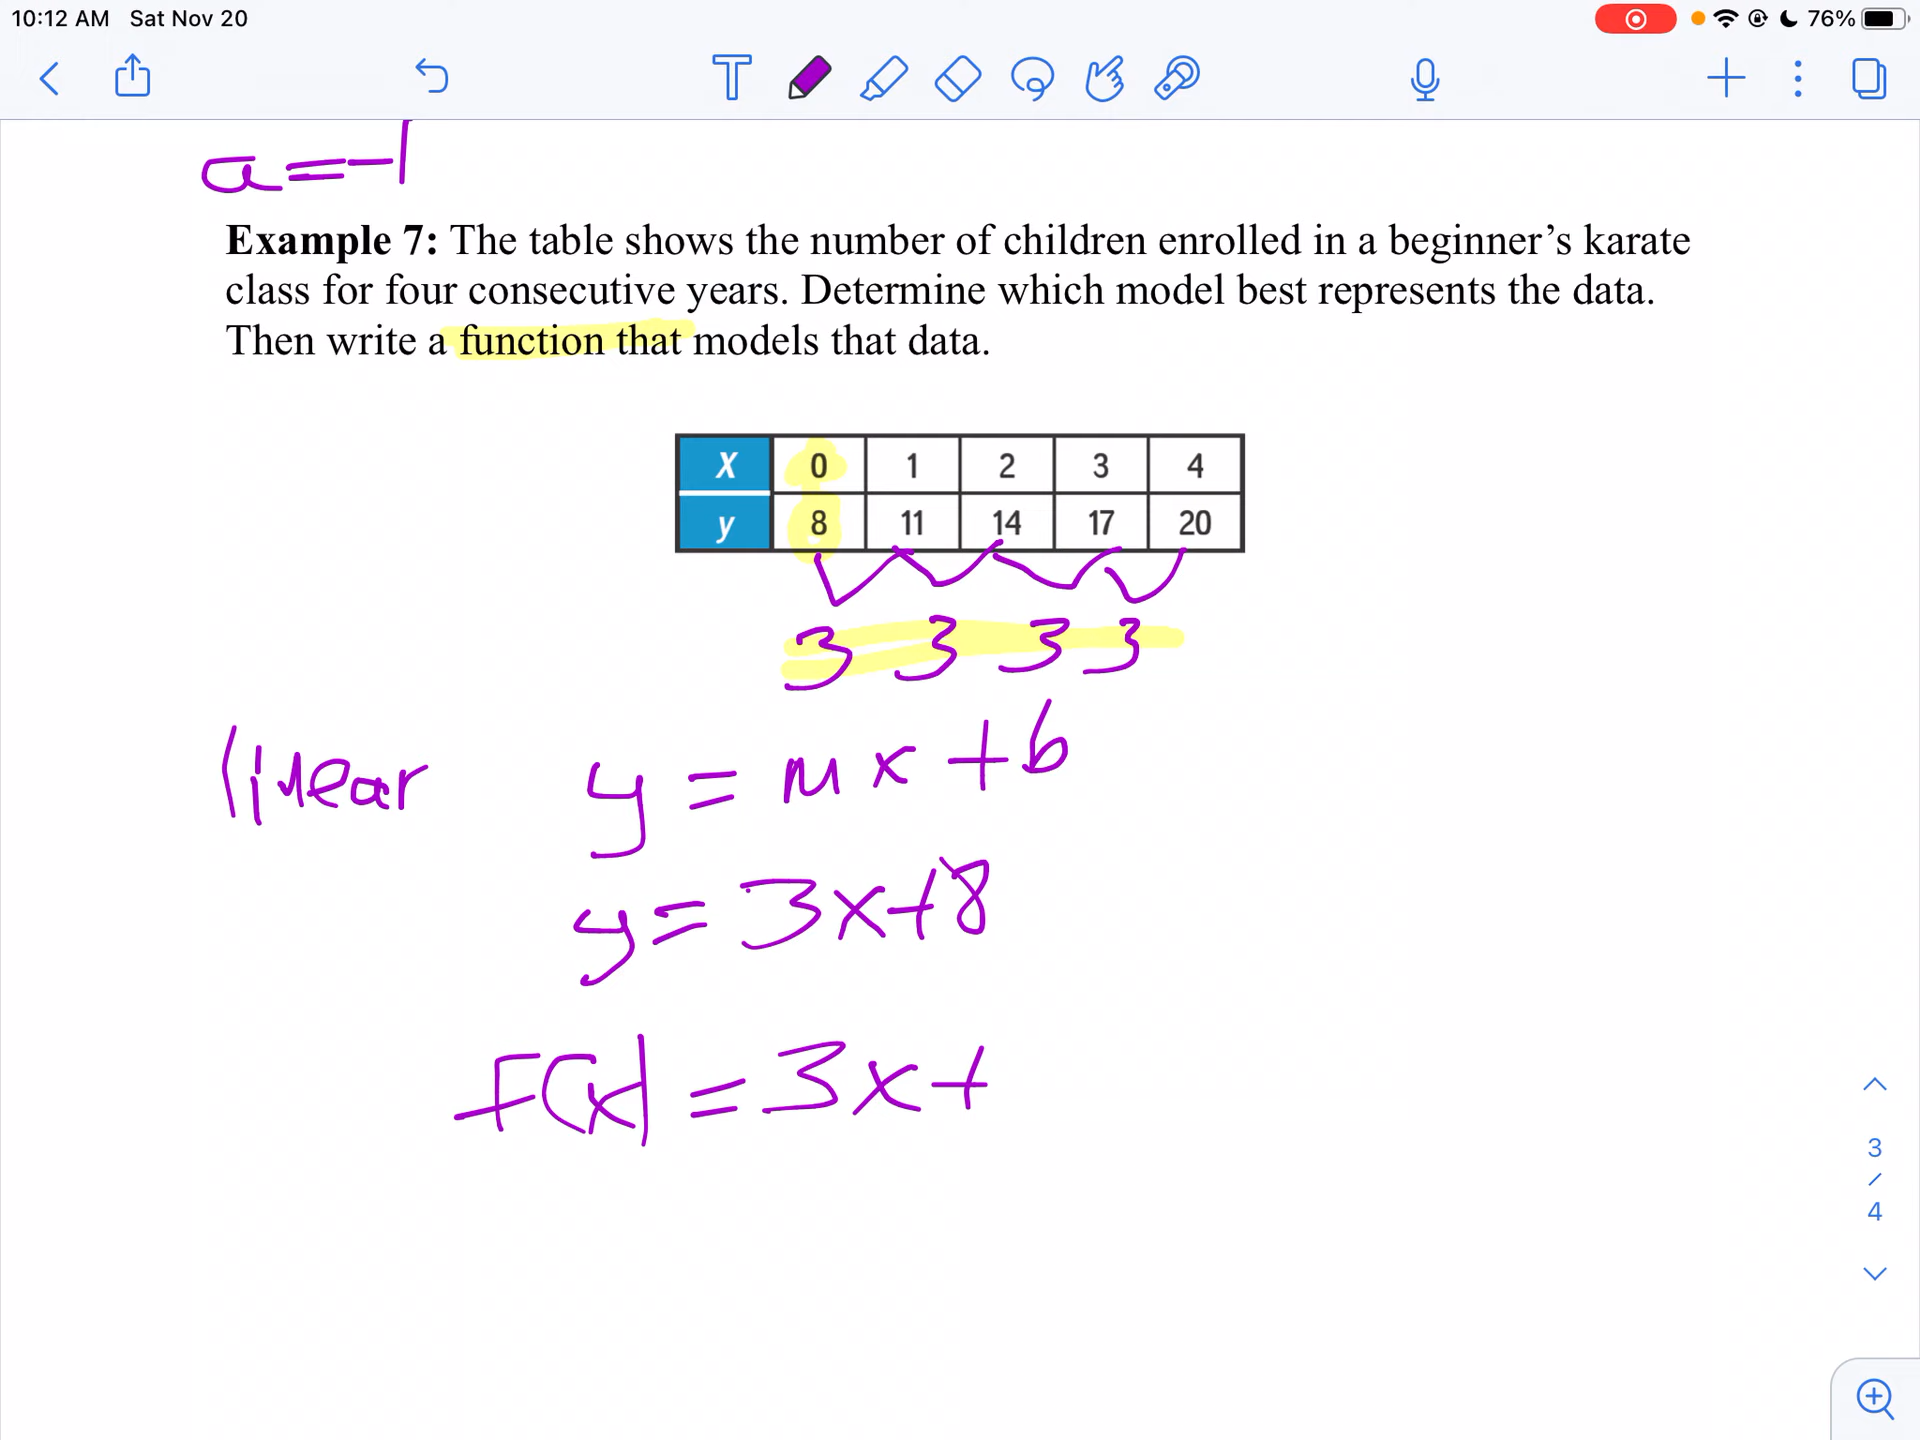 10:12 AM Sat Nov 20 76%
a=-1
Example 7: The table shows the number of children enrolled in a beginner’s karate
class for four consecutive years. Determine which model best represents the data.
Then write a function that models that data.
x 0 1 2 3 4
y 8 11 14 17 20
3 3 3 3
linear y = mx +b
y = 3x+8
f(x) = 3x+
3
/
4